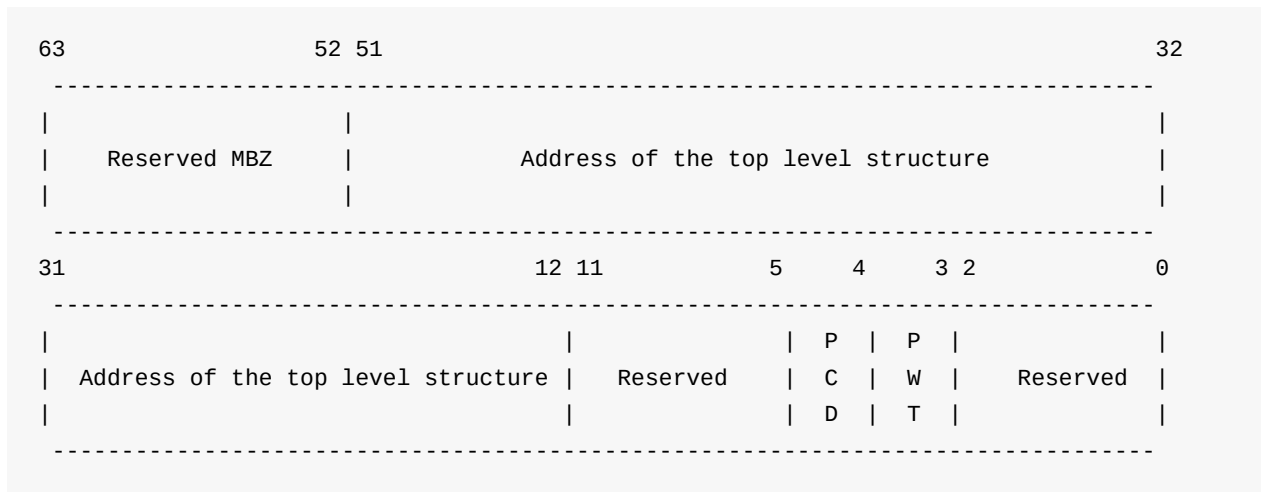 63                  52 51                                                        32
 --------------------------------------------------------------------------------
|                     |                                                           |
|    Reserved MBZ     |            Address of the top level structure             |
|                     |                                                           |
 --------------------------------------------------------------------------------
31                                  12 11            5     4     3 2             0
 --------------------------------------------------------------------------------
|                                     |               |  P  |  P  |              |
|  Address of the top level structure |   Reserved    |  C  |  W  |    Reserved  |
|                                     |               |  D  |  T  |              |
 --------------------------------------------------------------------------------